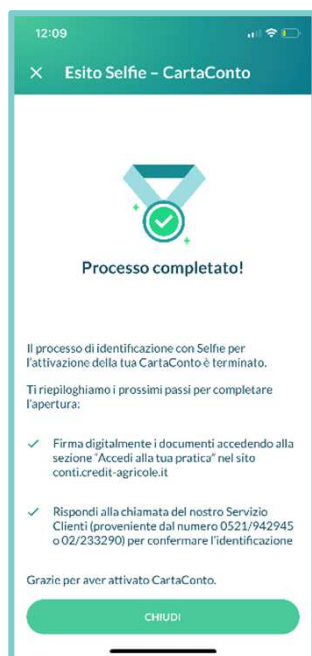 12:09
× Esito Selfie – CartaConto
Processo completato!
Il processo di identificazione con Selfie per
l'attivazione della tua CartaConto è terminato.
Ti riepiloghiamo i prossimi passi per completare
l'apertura:
Firma digitalmente i documenti accedendo alla
sezione "Accedi alla tua pratica" nel sito
conti.credit-agricole.it
Rispondi alla chiamata del nostro Servizio
Clienti (proveniente dal numero 0521/942945
o 02/233290) per confermare l'identificazione
Grazie per aver attivato CartaConto.
CHIUDI